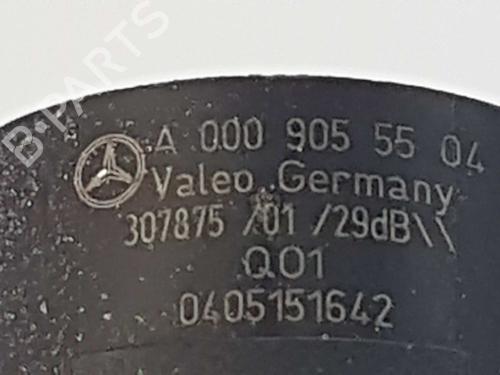 B-PARTS
A 000 905 55 04
Valeo Germany
307875 /01 /29dB\\
Q01
0405151642